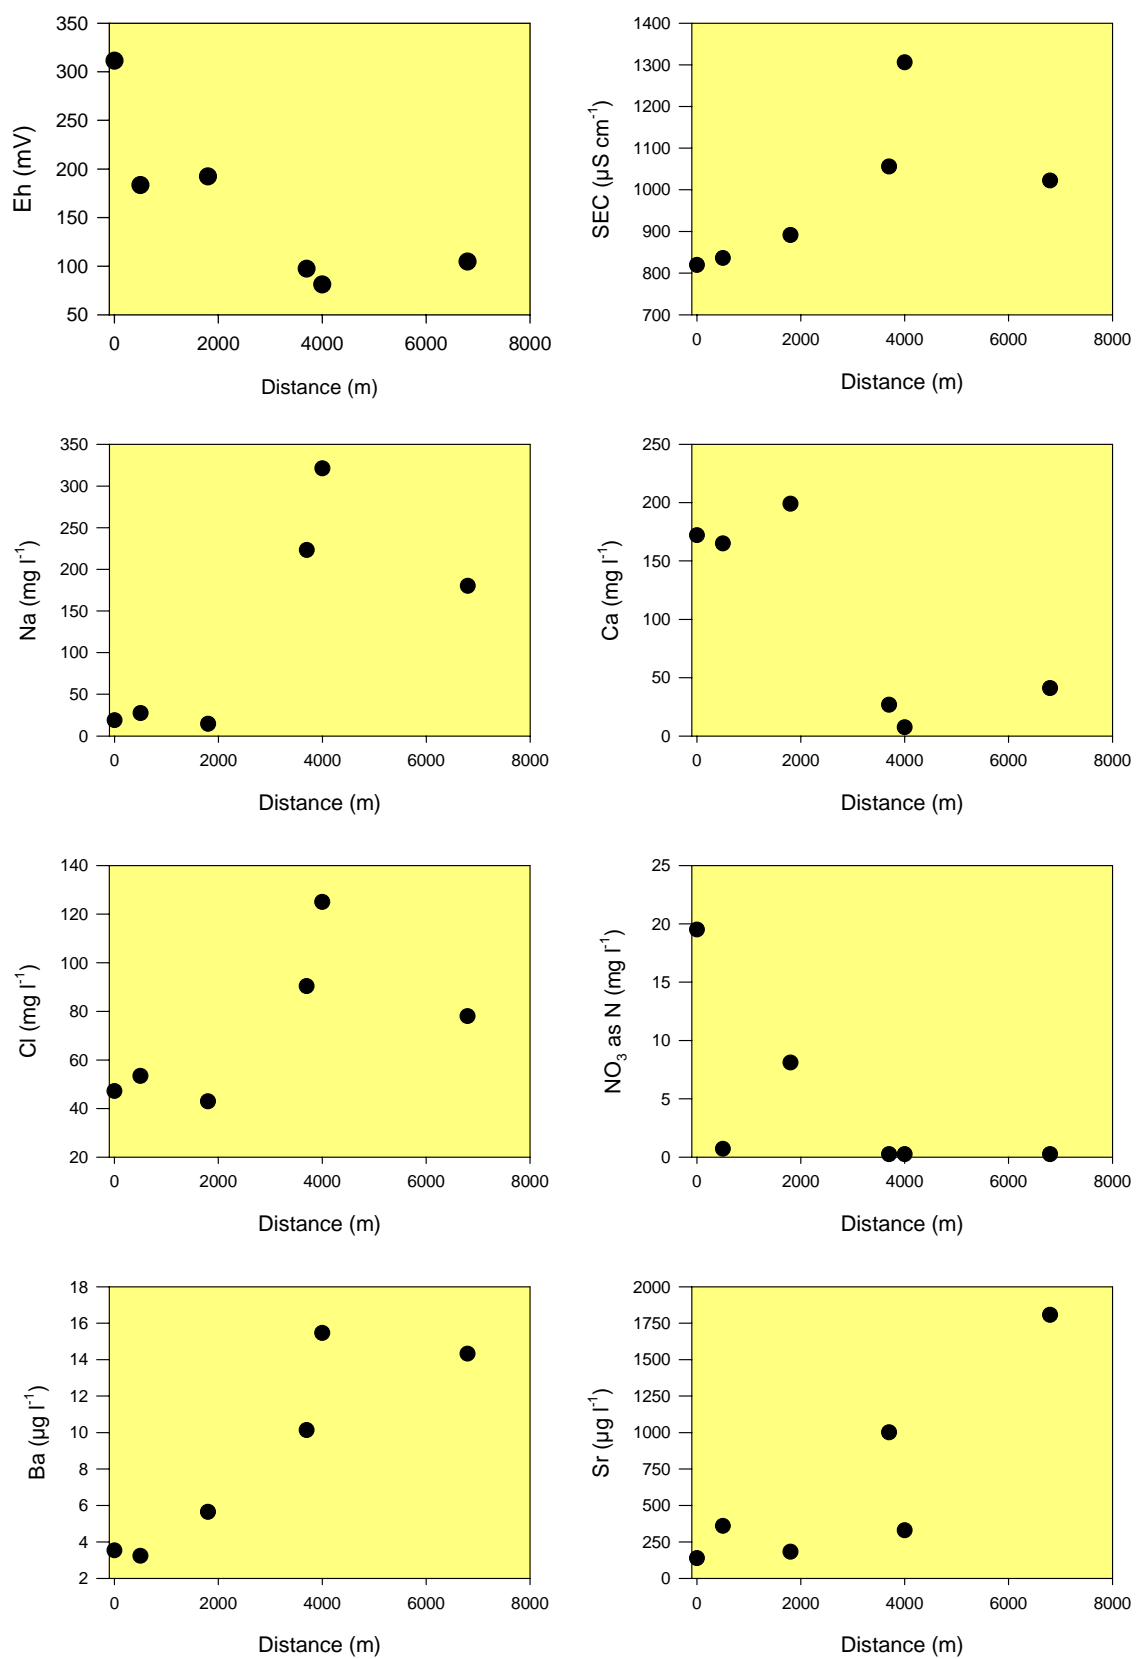 350
300
250
200
150
100
50
Eh (mV)
0 2000 4000 6000 8000
Distance (m)
1400
1300
1200
1100
1000
900
800
700
SEC (µS cm⁻¹)
0 2000 4000 6000 8000
Distance (m)
350
300
250
200
150
100
50
0
Na (mg l⁻¹)
0 2000 4000 6000 8000
Distance (m)
250
200
150
100
50
0
Ca (mg l⁻¹)
0 2000 4000 6000 8000
Distance (m)
140
120
100
80
60
40
20
Cl (mg l⁻¹)
0 2000 4000 6000 8000
Distance (m)
25
20
15
10
5
0
NO₃ as N (mg l⁻¹)
0 2000 4000 6000 8000
Distance (m)
18
16
14
12
10
8
6
4
2
Ba (µg l⁻¹)
0 2000 4000 6000 8000
Distance (m)
2000
1750
1500
1250
1000
750
500
250
0
Sr (µg l⁻¹)
0 2000 4000 6000 8000
Distance (m)